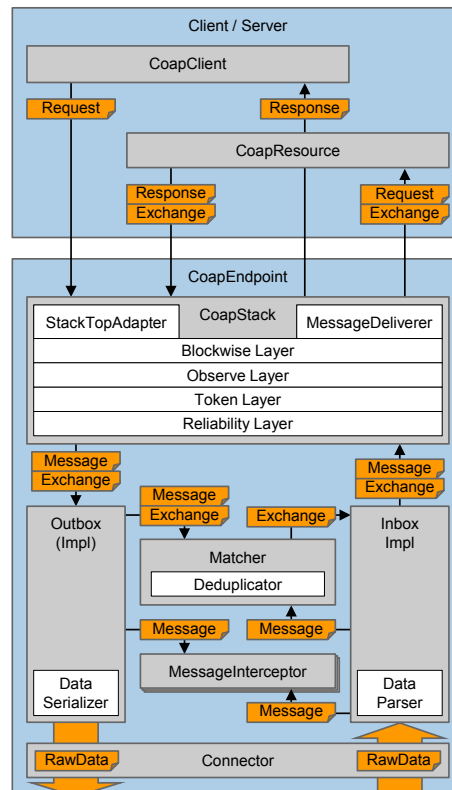 Client / Server
CoapClient
Request
Response
CoapResource
Response
Exchange
Request
Exchange
CoapEndpoint
StackTopAdapter
CoapStack
MessageDeliverer
Blockwise Layer
Observe Layer
Token Layer
Reliability Layer
Message
Exchange
Message
Exchange
Message
Exchange
Exchange
Outbox
(Impl)
Inbox
Impl
Matcher
Deduplicator
Message
Message
MessageInterceptor
Message
Data
Serializer
Data
Parser
RawData
Connector
RawData